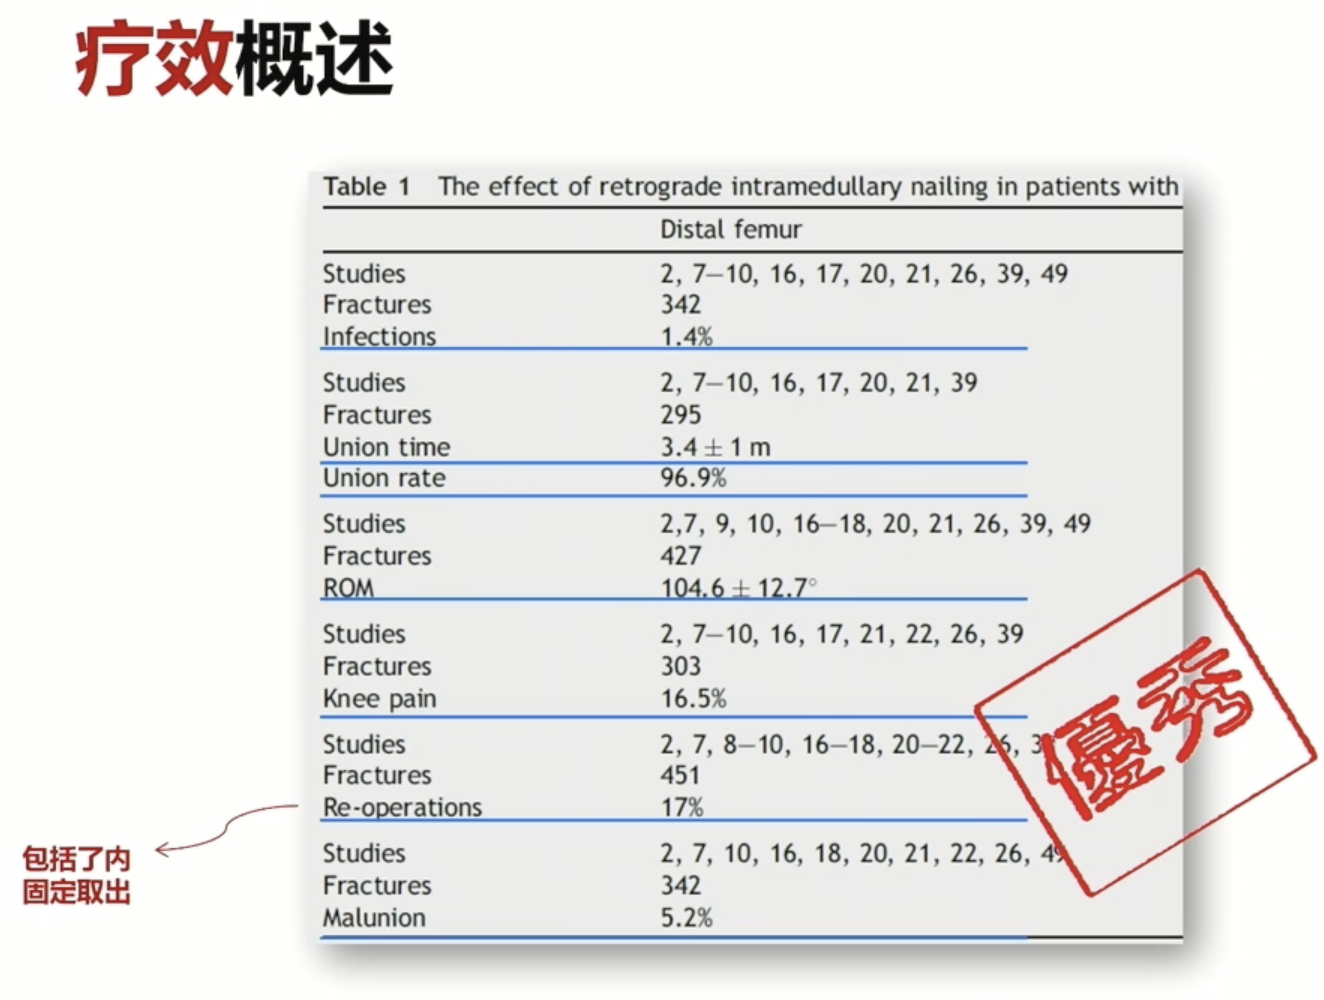 疗效概述
Table 1 The effect of retrograde intramedullary nailing in patients with
Distal femur
Studies 2, 7–10, 16, 17, 20, 21, 26, 39, 49
Fractures 342
Infections 1.4%
Studies 2, 7–10, 16, 17, 20, 21, 39
Fractures 295
Union time 3.4 ± 1 m
Union rate 96.9%
Studies 2,7, 9, 10, 16–18, 20, 21, 26, 39, 49
Fractures 427
ROM 104.6 ± 12.7°
Studies 2, 7–10, 16, 17, 21, 22, 26, 39
Fractures 303
Knee pain 16.5%
Studies 2, 7, 8–10, 16–18, 20–22, 26,
Fractures 451
Re-operations 17%
Studies 2, 7, 10, 16, 18, 20, 21, 22, 26, 49
Fractures 342
Malunion 5.2%
包括了内
固定取出
優秀